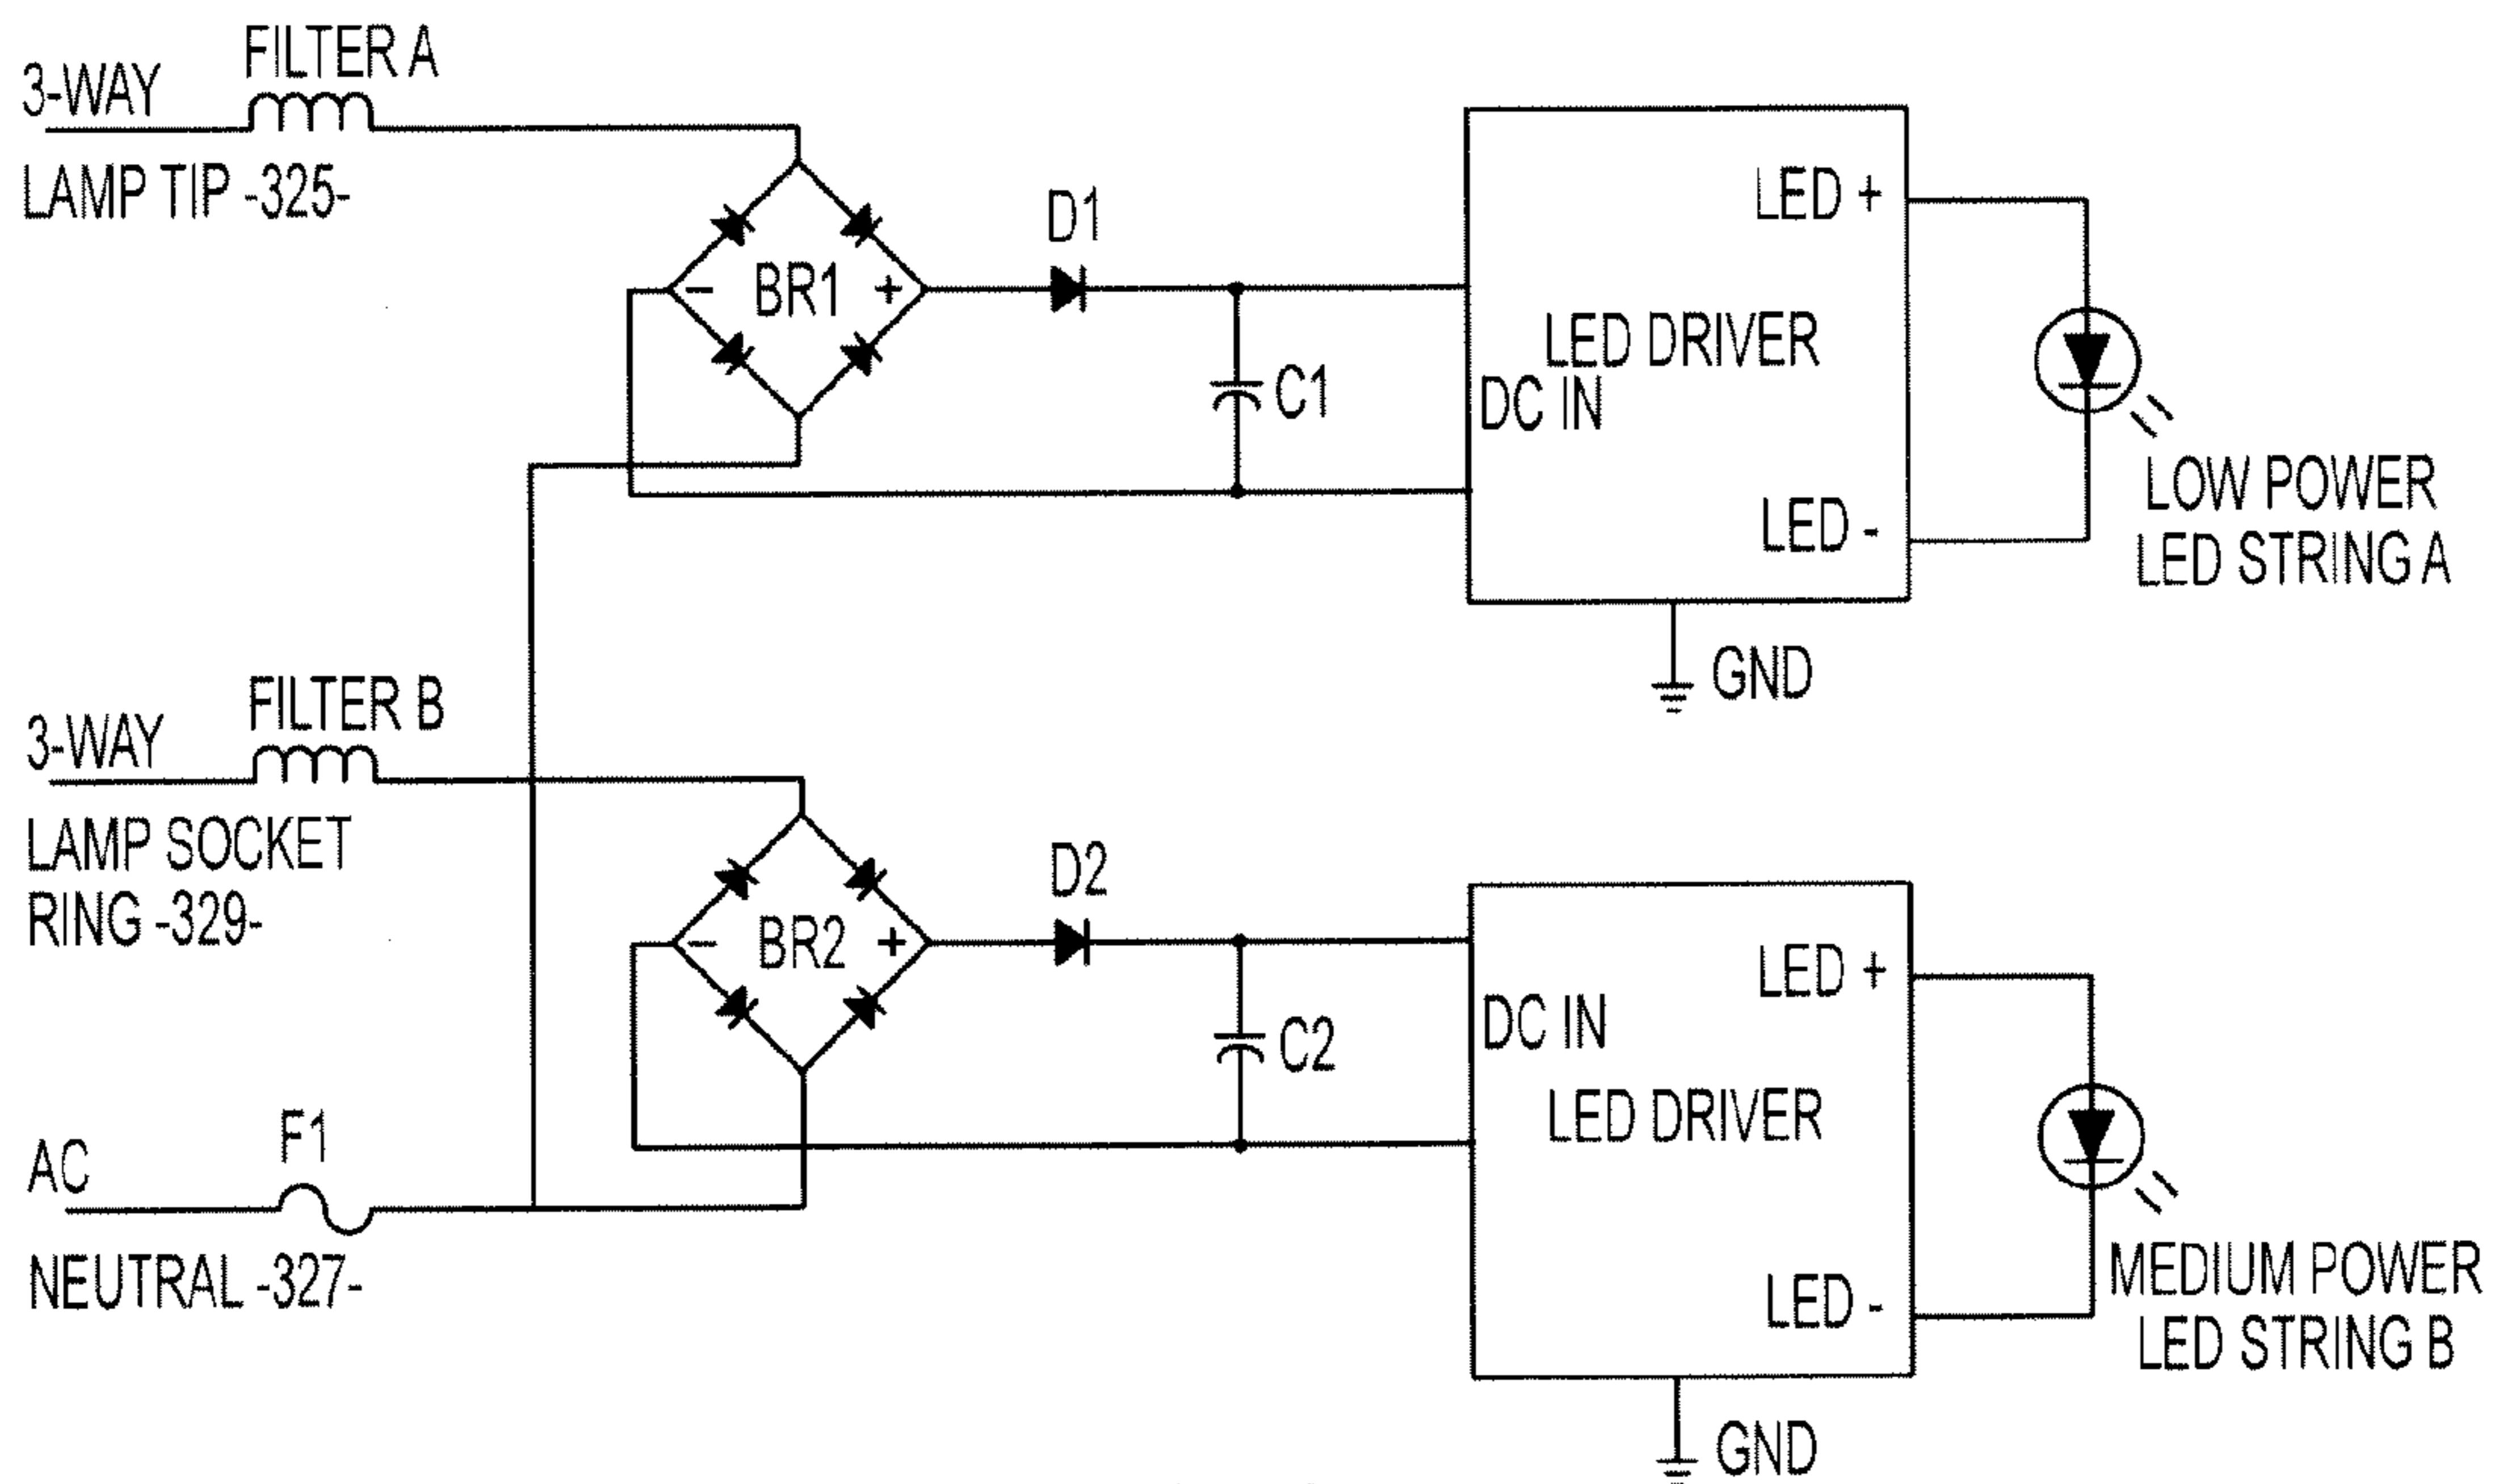 FILTER A
3-WAY
LAMP TIP -325-
D1
BR1
- +
C1
LED +
LED DRIVER
DC IN
LED -
GND
LOW POWER
LED STRING A
FILTER B
3-WAY
LAMP SOCKET
RING -329-
D2
BR2
- +
C2
LED +
DC IN
LED DRIVER
LED -
GND
MEDIUM POWER
LED STRING B
F1
AC
NEUTRAL -327-